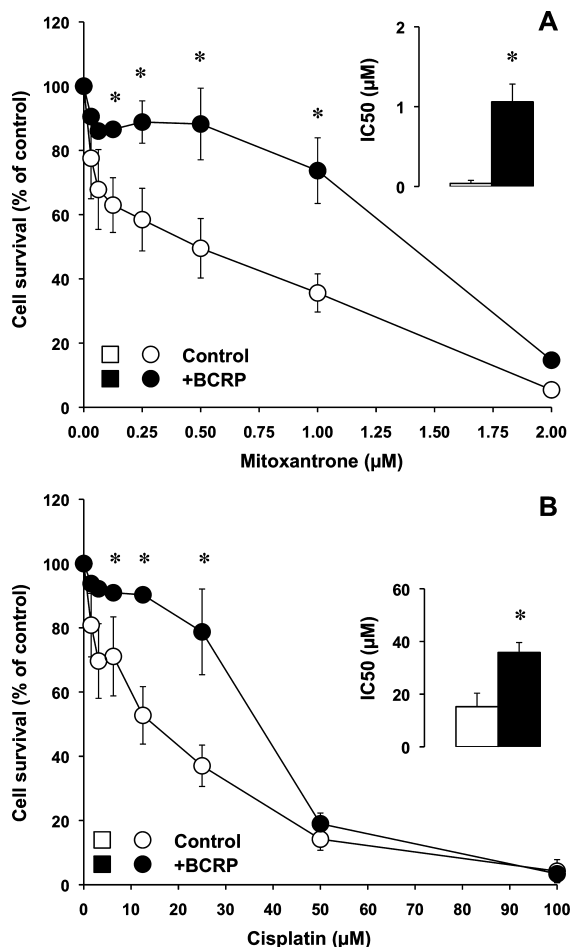 A
120
100
80
60
40
20
0
Cell survival (% of control)
* * * *
2
1
0
IC50 (µM)
*
Control
+BCRP
0.00 0.25 0.50 0.75 1.00 1.25 1.50 1.75 2.00
Mitoxantrone (µM)
B
120
100
80
60
40
20
0
Cell survival (% of control)
* * *
60
40
20
0
IC50 (µM)
*
Control
+BCRP
0 10 20 30 40 50 60 70 80 90 100
Cisplatin (µM)